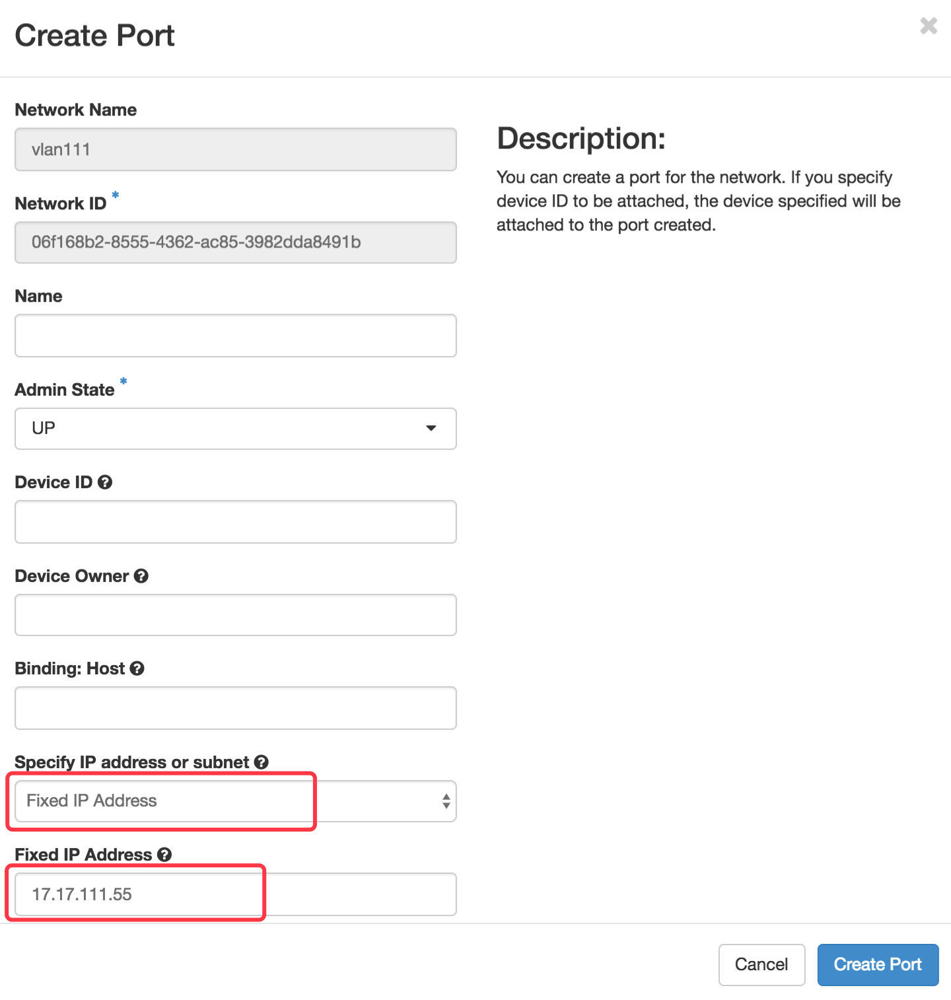 Create Port
Network Name
vlan111
Network ID *
06f168b2-8555-4362-ac85-3982dda8491b
Name
Admin State *
UP
Device ID
Device Owner
Binding: Host
Specify IP address or subnet
Fixed IP Address
Fixed IP Address
17.17.111.55
Description:
You can create a port for the network. If you specify
device ID to be attached, the device specified will be
attached to the port created.
Cancel
Create Port